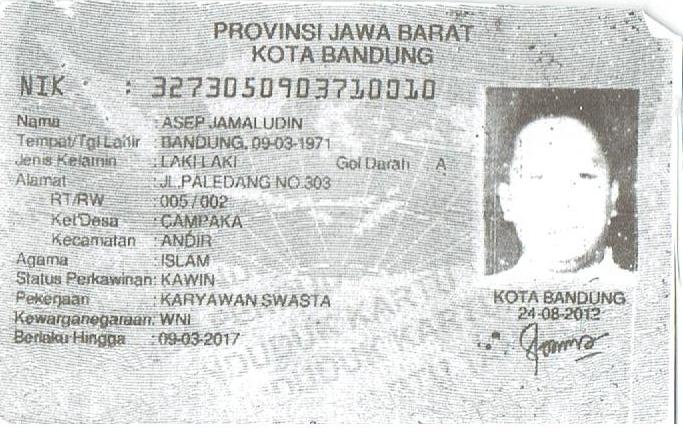 PROVINSI JAWA BARAT
KOTA BANDUNG
NIK : 3273050903710010
Nama : ASEP JAMALUDIN
Tempat/Tgl Lahir : BANDUNG, 09-03-1971
Jenis Kelamin : LAKI LAKI Gol Darah A
Alamat : JL.PALEDANG NO.303
RT/RW : 005 / 002
Kel/Desa : CAMPAKA
Kecamatan : ANDIR
Agama : ISLAM
Status Perkawinan: KAWIN
Pekerjaan : KARYAWAN SWASTA
Kewarganegaraan: WNI
Berlaku Hingga : 09-03-2017
KOTA BANDUNG
24-08-2012